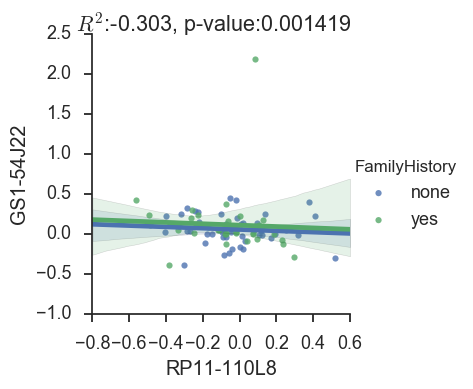 R²:-0.303, p-value:0.001419
2.5
2.0
1.5
1.0
0.5
0.0
−0.5
−1.0
GS1-54J22
FamilyHistory
none
yes
−0.8 −0.6 −0.4 −0.2 0.0 0.2 0.4 0.6
RP11-110L8